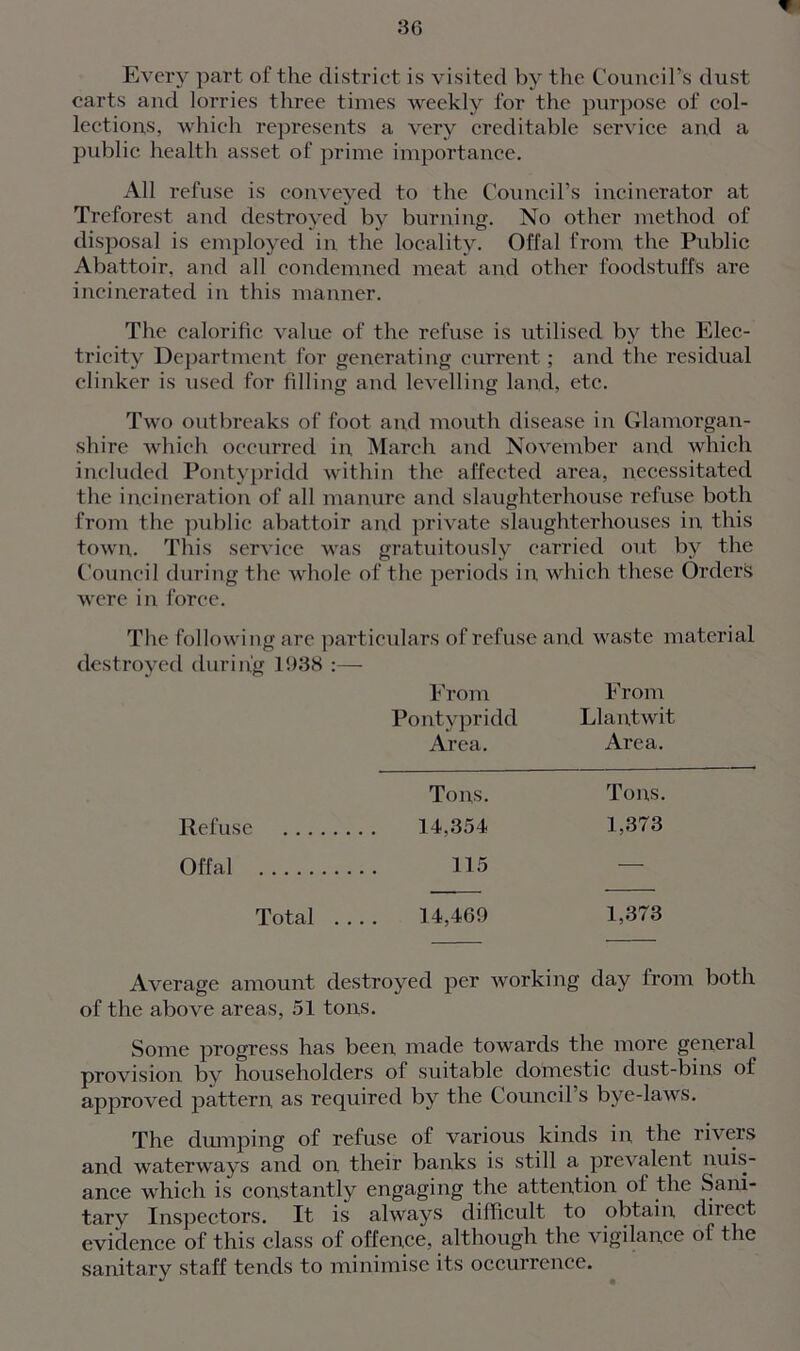 36
Every part of the district is visited by the Council's dust
carts and lorries three times weekly for the purpose of col-
lections, which represents a very creditable service and a
public health asset of prime importance.
All refuse is conveyed to the Council's incinerator at
Treforest and destroyed by burning. No other method of
disposal is employed in the locality. Offal from the Public
Abattoir, and all condemned meat and other foodstuffs are
incinerated in this manner.
The calorific value of the refuse is utilised by the Elec-
tricity Department for generating current ; and the residual
clinker is used for filling and levelling land, etc.
Two outbreaks of foot and mouth disease in Glamorgan-
shire which occurred in March and November and which
included Pontypridd within the affected area, necessitated
the incineration of all manure and slaughterhouse refuse both
from the public abattoir and private slaughterhouses in this
town. This service was gratuitously carried out by the
Council during the whole of the periods in which these Orders
were in force.
The following are particulars of refuse and waste material
destroyed during 1938 :—
From From
Pontypridd Llantwit
Area. Area.
Tons. Tons.
Refuse ........ 14,354 1,373
Offal .......... 115 —
Total .... 14,469 1,373
Average amount destroyed per working day from both
of the above areas, 51 tons.
Some progress has been made towards the more general
provision by householders of suitable domestic dust-bins of
approved pattern as required by the Council's bye-laws.
The dumping of refuse of various kinds in the rivers
and waterways and on their banks is still a prevalent nuis-
ance which is constantly engaging the attention of the Sani-
tary Inspectors. It is always difficult to obtain direct
evidence of this class of offence, although the vigilance of the
sanitary staff tends to minimise its occurrence.